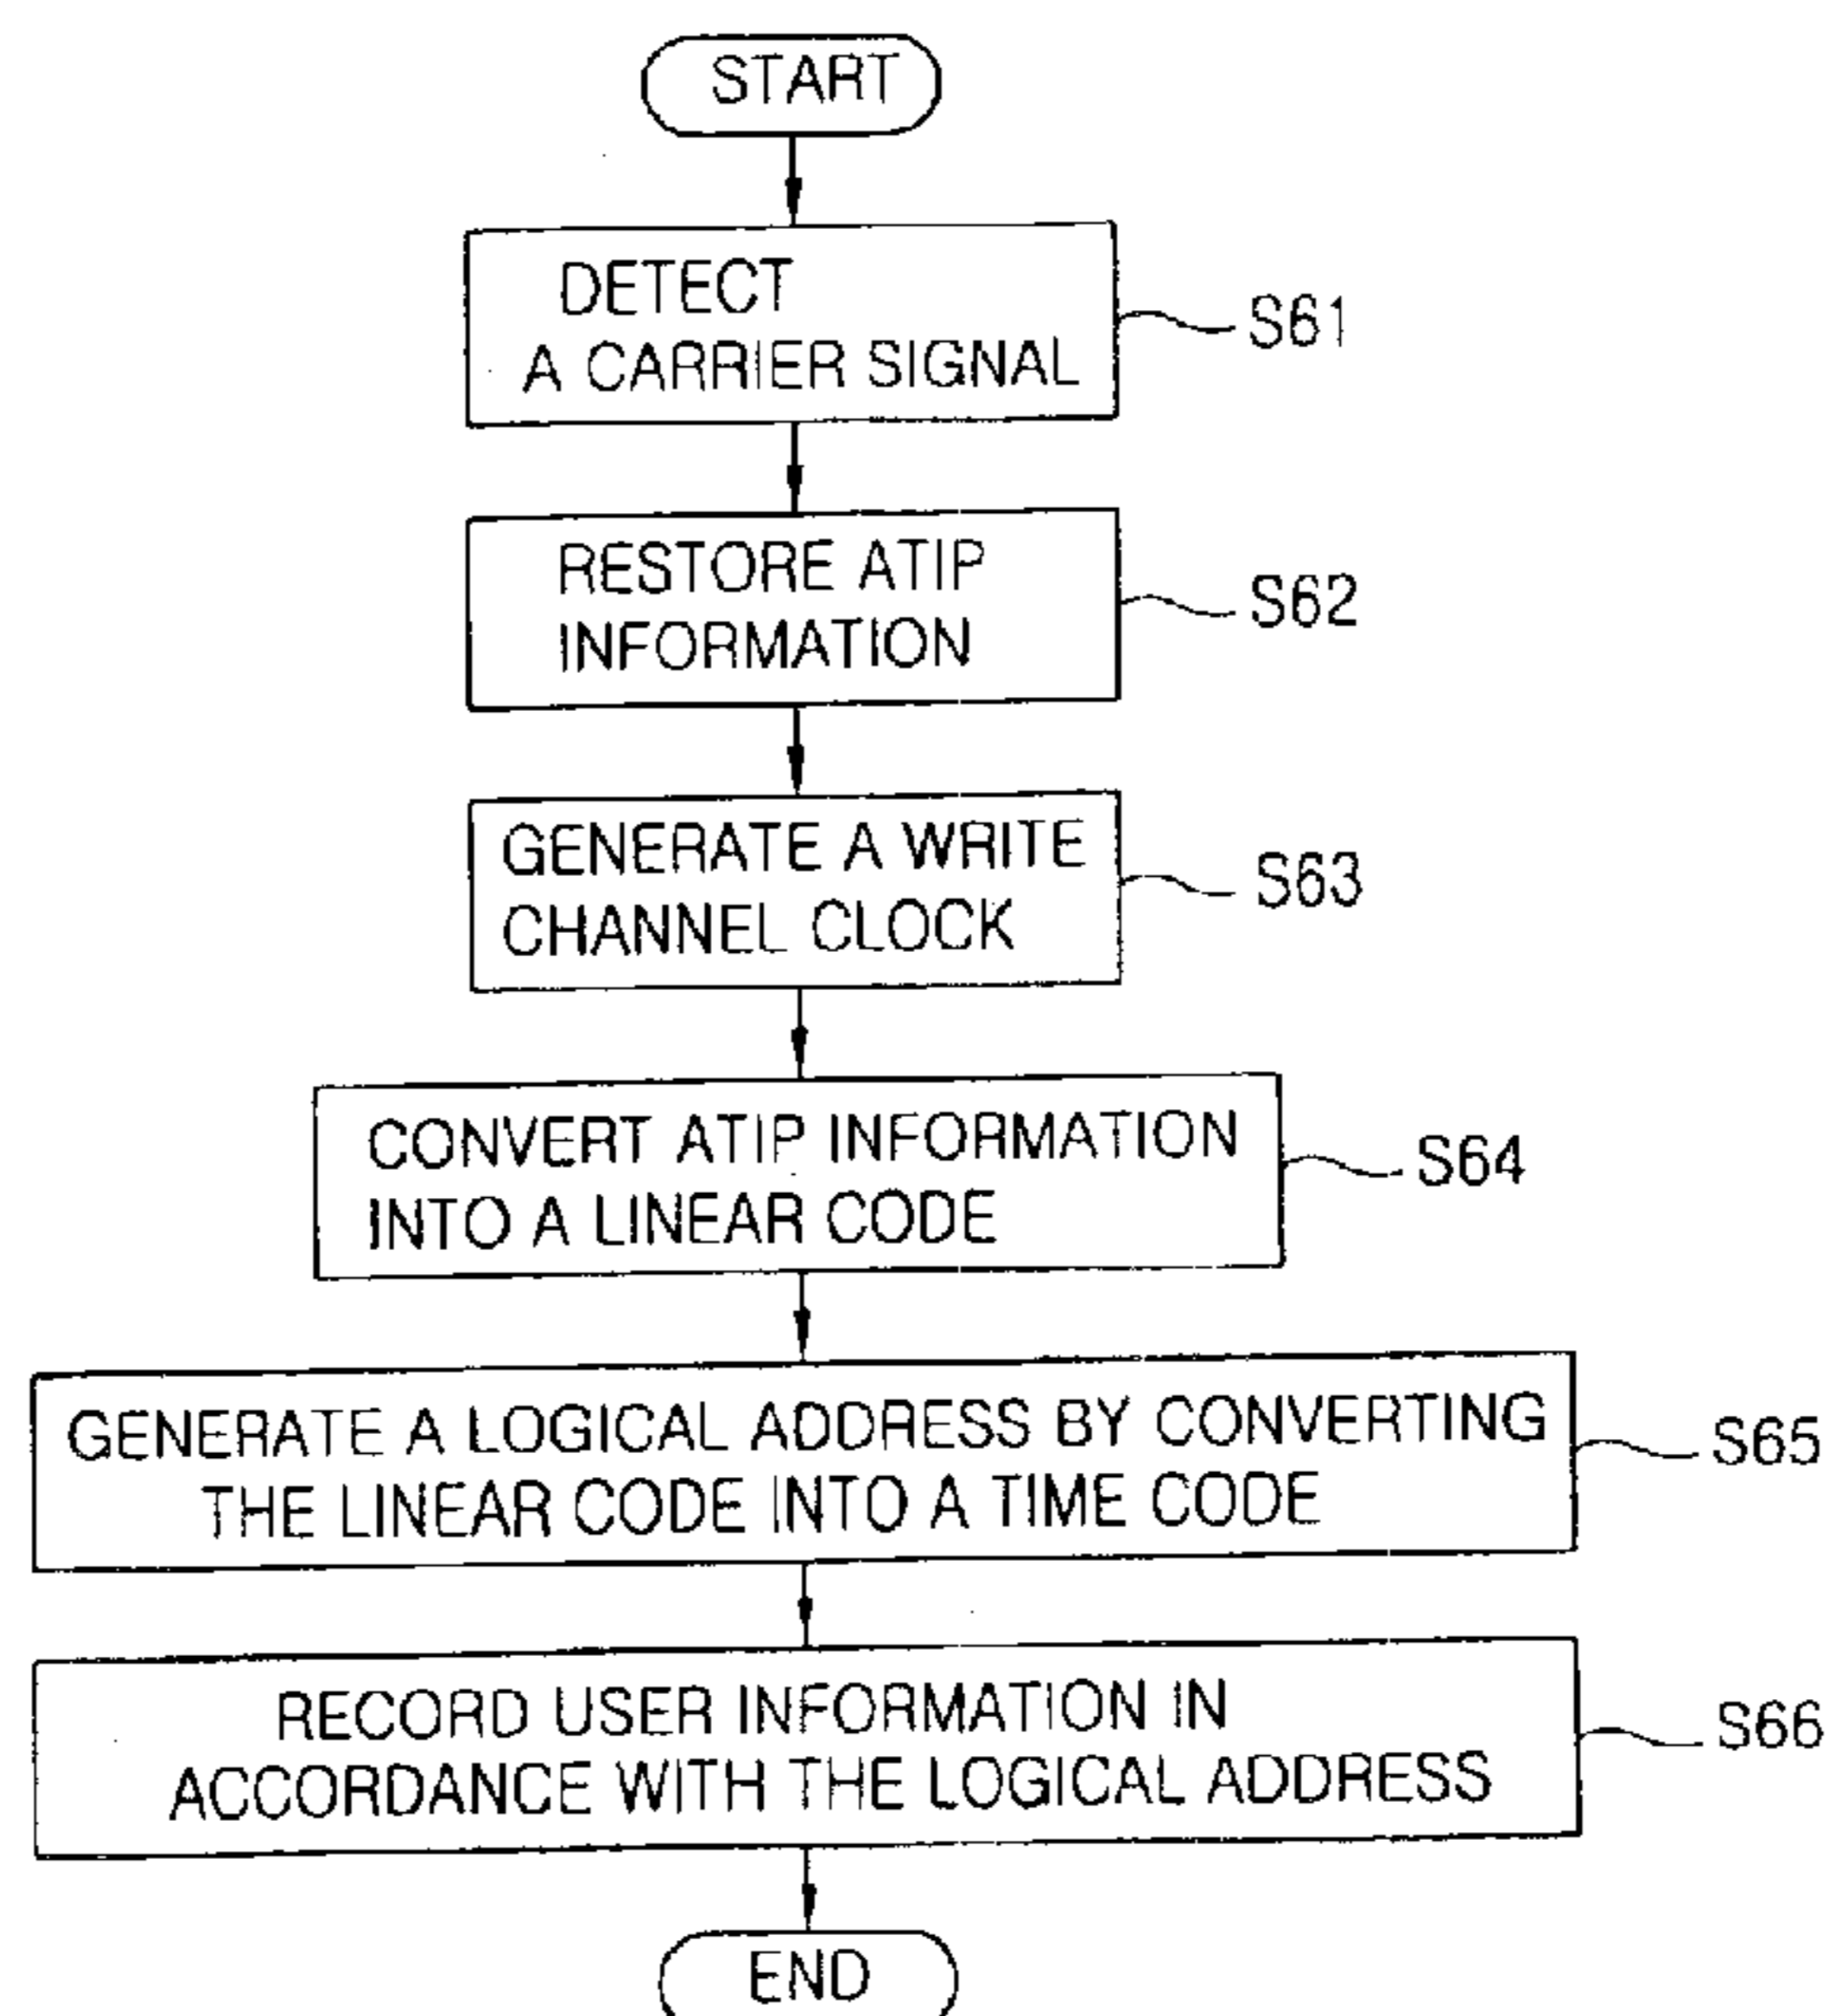 START
DETECT
A CARRIER SIGNAL
S61
RESTORE ATIP
INFORMATION
S62
GENERATE A WRITE
CHANNEL CLOCK
S63
CONVERT ATIP INFORMATION
INTO A LINEAR CODE
S64
GENERATE A LOGICAL ADDRESS BY CONVERTING
THE LINEAR CODE INTO A TIME CODE
S65
RECORD USER INFORMATION IN
ACCORDANCE WITH THE LOGICAL ADDRESS
S66
END